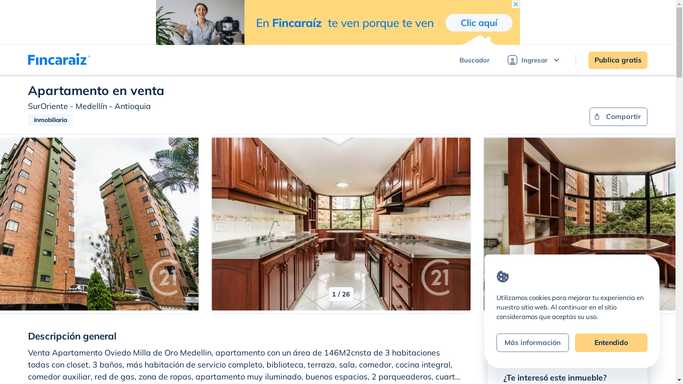 En Fincaraíz te ven porque te ven
Clic aquí
Fincaraiz
Buscador
Ingresar
Publica gratis
Apartamento en venta
SurOriente - Medellín - Antioquia
Inmobiliaria
Compartir
21
21
1 / 26
Utilizamos cookies para mejorar tu experiencia en
nuestro sitio web. Al continuar en el sitio
consideramos que aceptas su uso.
Más información
Entendido
Descripción general
Venta Apartamento Oviedo Milla de Oro Medellin, apartamento con un área de 146M2cnsta de 3 habitaciones
todas con closet, 3 baños, más habitación de servicio completo, biblioteca, terraza, sala, comedor, cocina integral,
comedor auxiliar, red de gas, zona de ropas, apartamento muy iluminado, buenos espacios, 2 parqueaderos, cuart...
¿Te interesó este inmueble?